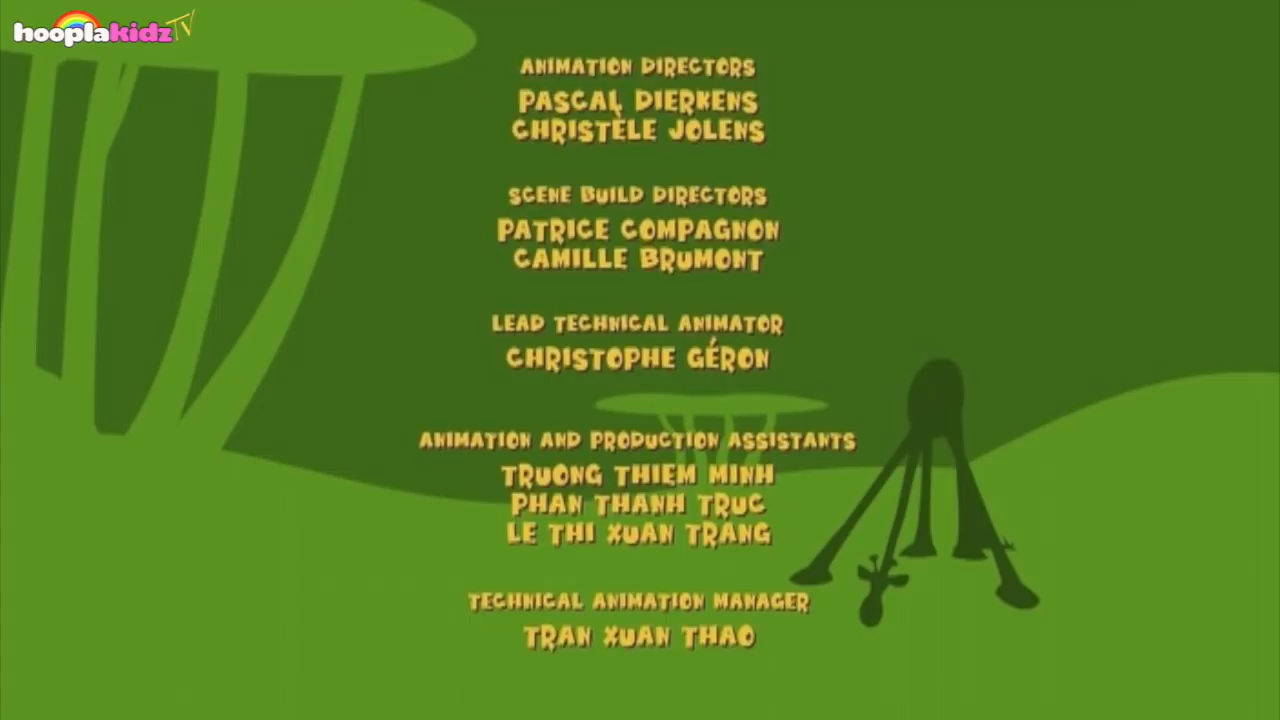 hooplakidz TV
ANIMATION DIRECTORS
PASCAL DIERKENS
CHRISTÈLE JOLENS
SCENE BUILD DIRECTORS
PATRICE COMPAGNON
CAMILLE BRUMONT
LEAD TECHNICAL ANIMATOR
CHRISTOPHE GÉRON
ANIMATION AND PRODUCTION ASSISTANTS
TRUONG THIEM MINH
PHAN THANH TRUC
LE THI XUAN TRANG
TECHNICAL ANIMATION MANAGER
TRAN XUAN THAO